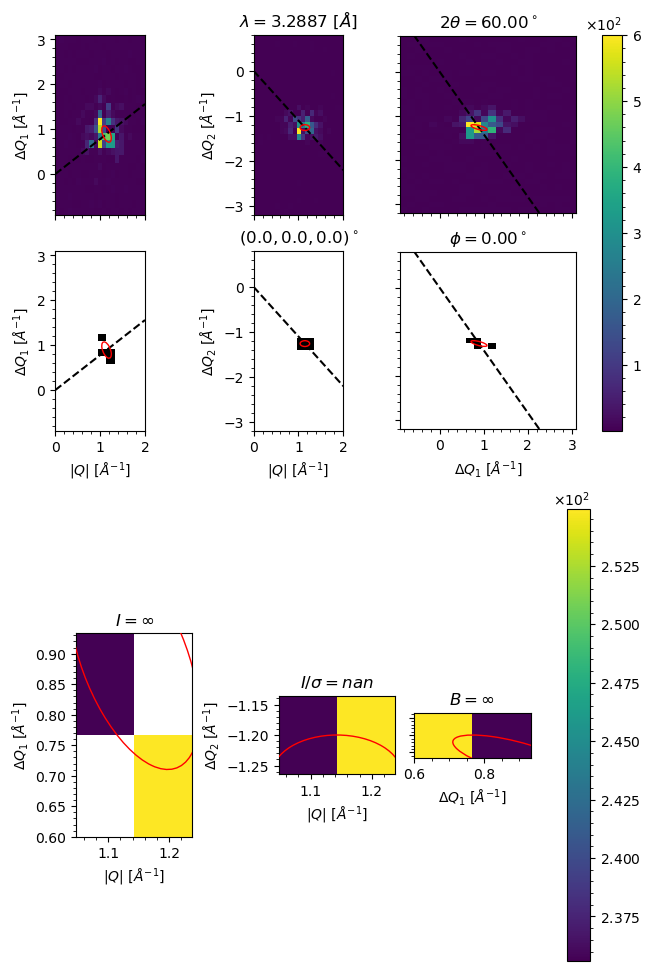 λ = 3.2887 [Å]
2θ = 60.00°
×10²
3
2
1
0
ΔQ₁ [Å⁻¹]
0
−1
−2
−3
ΔQ₂ [Å⁻¹]
6
5
4
3
2
1
(0.0, 0.0, 0.0)°
ϕ = 0.00°
3
2
1
0
ΔQ₁ [Å⁻¹]
0 1 2
|Q| [Å⁻¹]
0
−1
−2
−3
ΔQ₂ [Å⁻¹]
0 1 2
|Q| [Å⁻¹]
0 1 2 3
ΔQ₁ [Å⁻¹]
×10²
I = ∞
0.90
0.85
0.80
0.75
0.70
0.65
0.60
ΔQ₁ [Å⁻¹]
1.1 1.2
|Q| [Å⁻¹]
I/σ = nan
−1.15
−1.20
−1.25
ΔQ₂ [Å⁻¹]
1.1 1.2
|Q| [Å⁻¹]
B = ∞
0.6 0.8
ΔQ₁ [Å⁻¹]
2.525
2.500
2.475
2.450
2.425
2.400
2.375